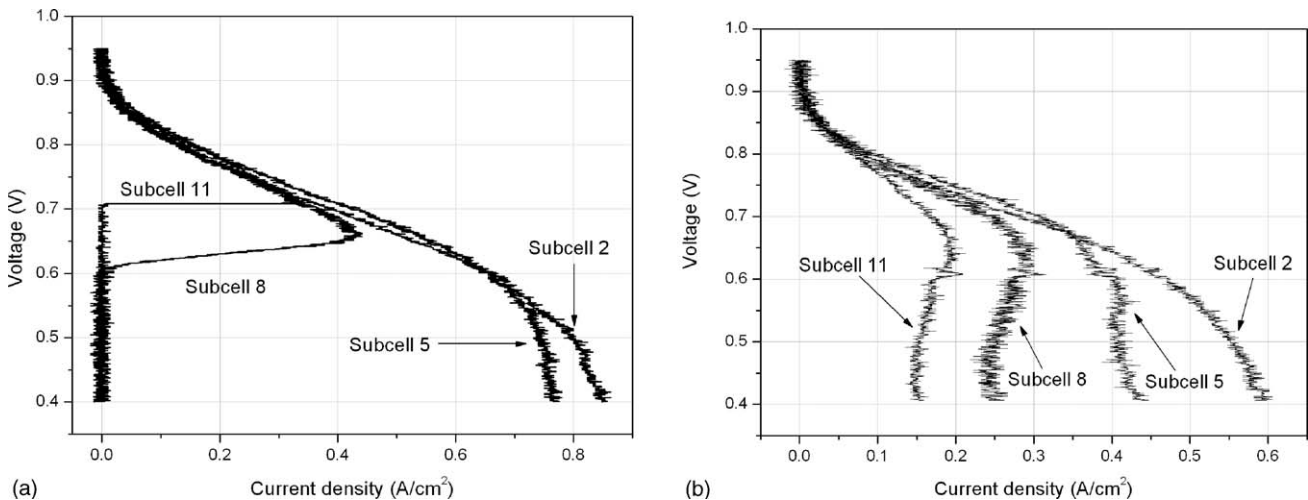 1.0
0.9
0.8
0.7
0.6
0.5
0.4
Voltage (V)
Subcell 11
Subcell 8
Subcell 2
Subcell 5
0.0 0.2 0.4 0.6 0.8
(a) Current density (A/cm²)
1.0
0.9
0.8
0.7
0.6
0.5
0.4
Voltage (V)
Subcell 11
Subcell 2
Subcell 8
Subcell 5
0.0 0.1 0.2 0.3 0.4 0.5 0.6
(b) Current density (A/cm²)